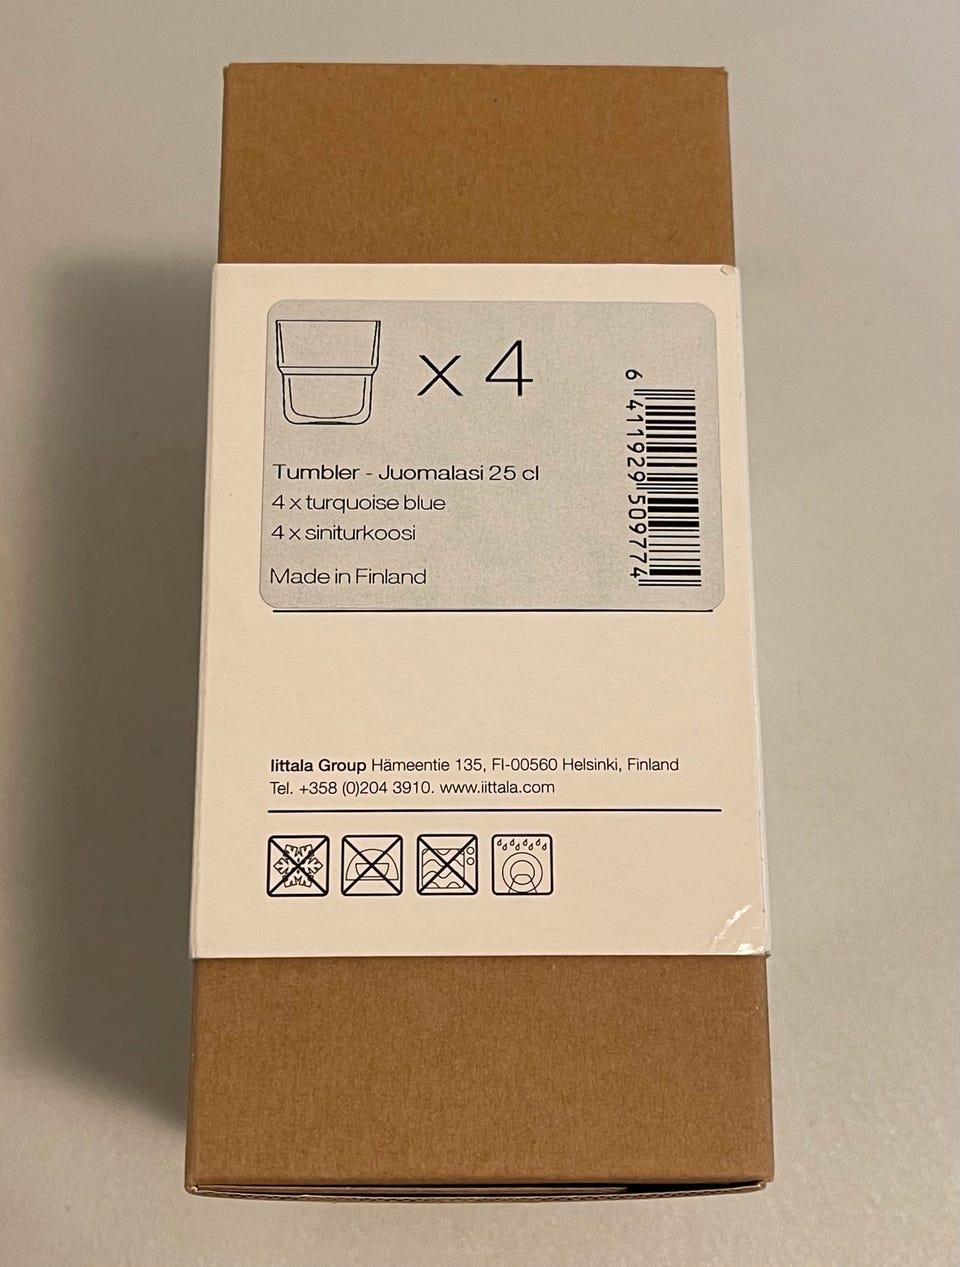 x 4
Tumbler - Juomalasi 25 cl
4 x turquoise blue
4 x siniturkoosi
Made in Finland
6 411929 509774
Iittala Group Hämeentie 135, FI-00560 Helsinki, Finland
Tel. +358 (0)204 3910. www.iittala.com